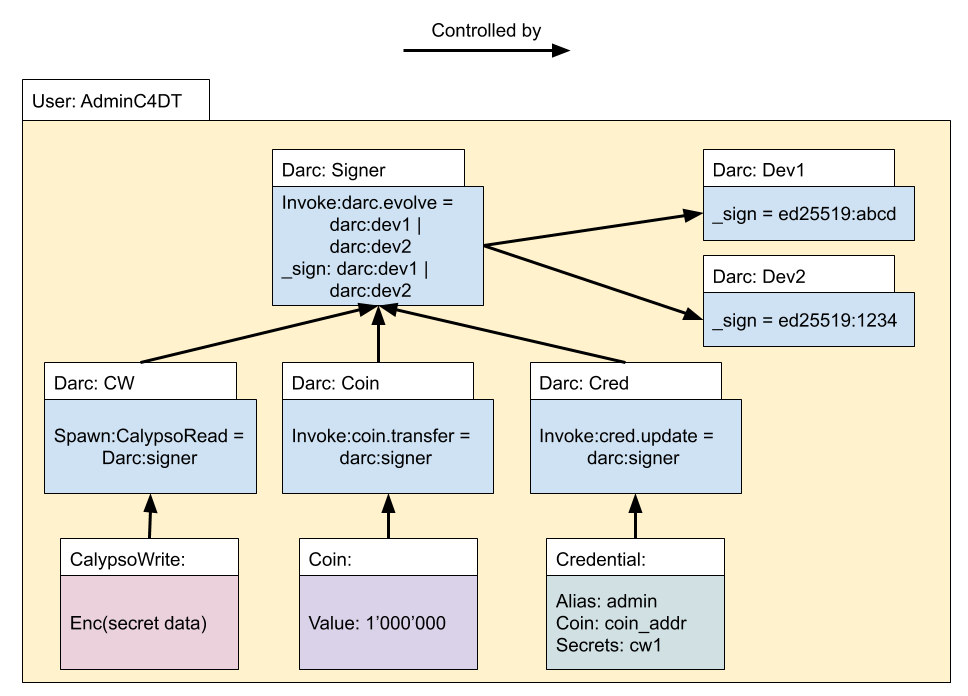 Controlled by
User: AdminC4DT
Darc: Signer
Invoke:darc.evolve =
darc:dev1 |
darc:dev2
_sign: darc:dev1 |
darc:dev2
Darc: Dev1
_sign = ed25519:abcd
Darc: Dev2
_sign = ed25519:1234
Darc: CW
Spawn:CalypsoRead =
Darc:signer
Darc: Coin
Invoke:coin.transfer =
darc:signer
Darc: Cred
Invoke:cred.update =
darc:signer
CalypsoWrite:
Enc(secret data)
Coin:
Value: 1’000’000
Credential:
Alias: admin
Coin: coin_addr
Secrets: cw1